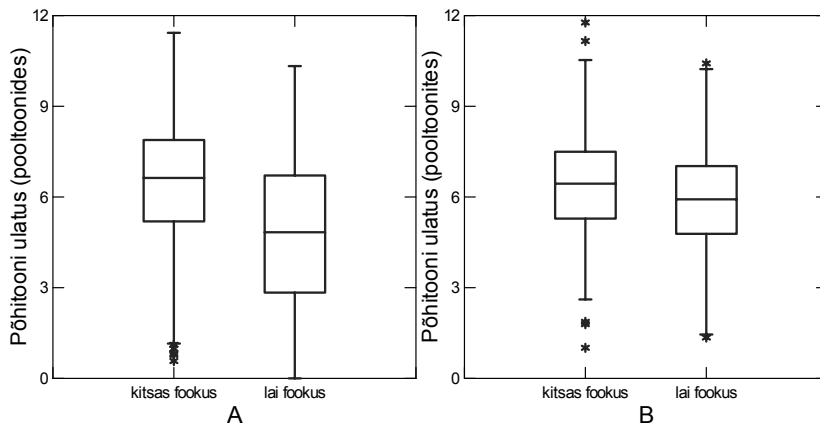 Põhitooni ulatus (pooltoonides)
12
9
6
3
0
kitsas fookus
lai fookus
A
Põhitooni ulatus (pooltoonites)
12
9
6
3
0
kitsas fookus
lai fookus
B